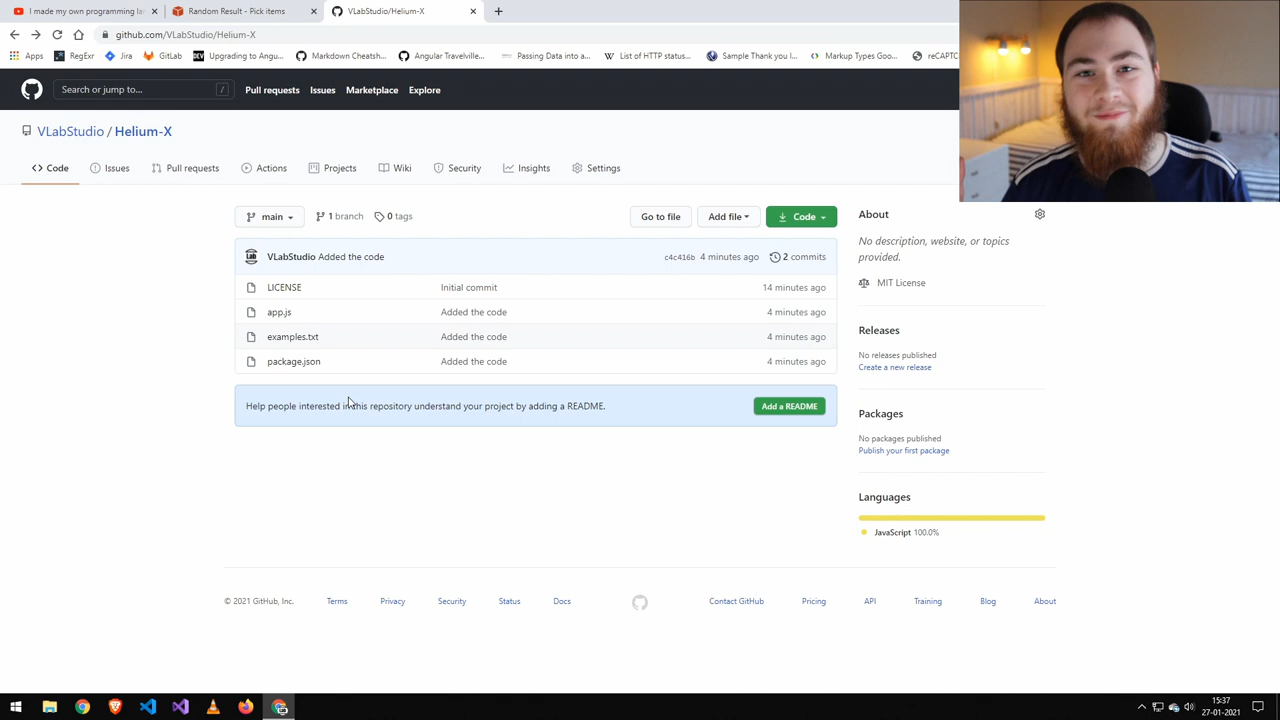 I made my own programming la
Random Result - Pick items
VLabStudio/Helium-X
github.com/VLabStudio/Helium-X
Apps
RegExr
Jira
GitLab
Upgrading to Angu...
Markdown Cheatsh...
Angular Travelville...
Passing Data into a...
List of HTTP status...
Sample Thank you l...
Markup Types Goo...
reCAPTC
Search or jump to...
/
Pull requests
Issues
Marketplace
Explore
VLabStudio / Helium-X
Code
Issues
Pull requests
Actions
Projects
Wiki
Security
Insights
Settings
main
1 branch
0 tags
Go to file
Add file
Code
VLabStudio Added the code
c4c416b 4 minutes ago
2 commits
LICENSE
Initial commit
14 minutes ago
app.js
Added the code
4 minutes ago
examples.txt
Added the code
4 minutes ago
package.json
Added the code
4 minutes ago
Help people interested in this repository understand your project by adding a README.
Add a README
About
No description, website, or topics
provided.
MIT License
Releases
No releases published
Create a new release
Packages
No packages published
Publish your first package
Languages
JavaScript 100.0%
© 2021 GitHub, Inc.
Terms
Privacy
Security
Status
Docs
Contact GitHub
Pricing
API
Training
Blog
About
15:37
27-01-2021